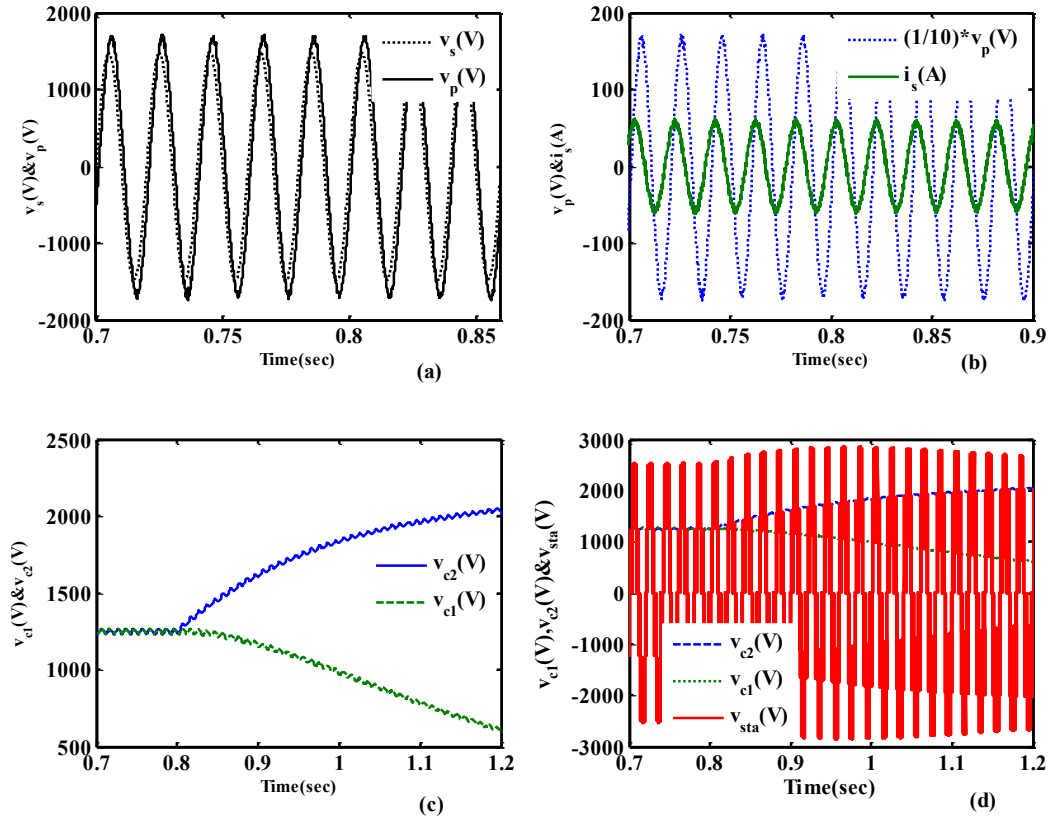 2000
1000
0
-1000
-2000
v_s(V)&v_p(V)
v_s(V)
v_p(V)
0.7 0.75 0.8 0.85
Time(sec)
(a)
200
100
0
-100
-200
v_p(V)&i_s(A)
(1/10)*v_p(V)
i_s(A)
0.7 0.75 0.8 0.85 0.9
Time(sec)
(b)
2500
2000
1500
1000
500
v_c1(V)&v_c2(V)
v_c2(V)
v_c1(V)
0.7 0.8 0.9 1 1.1 1.2
Time(sec)
(c)
3000
2000
1000
0
-1000
-2000
-3000
v_c1(V),v_c2(V)&v_sta(V)
v_c2(V)
v_c1(V)
v_sta(V)
0.7 0.8 0.9 1 1.1 1.2
Time(sec)
(d)